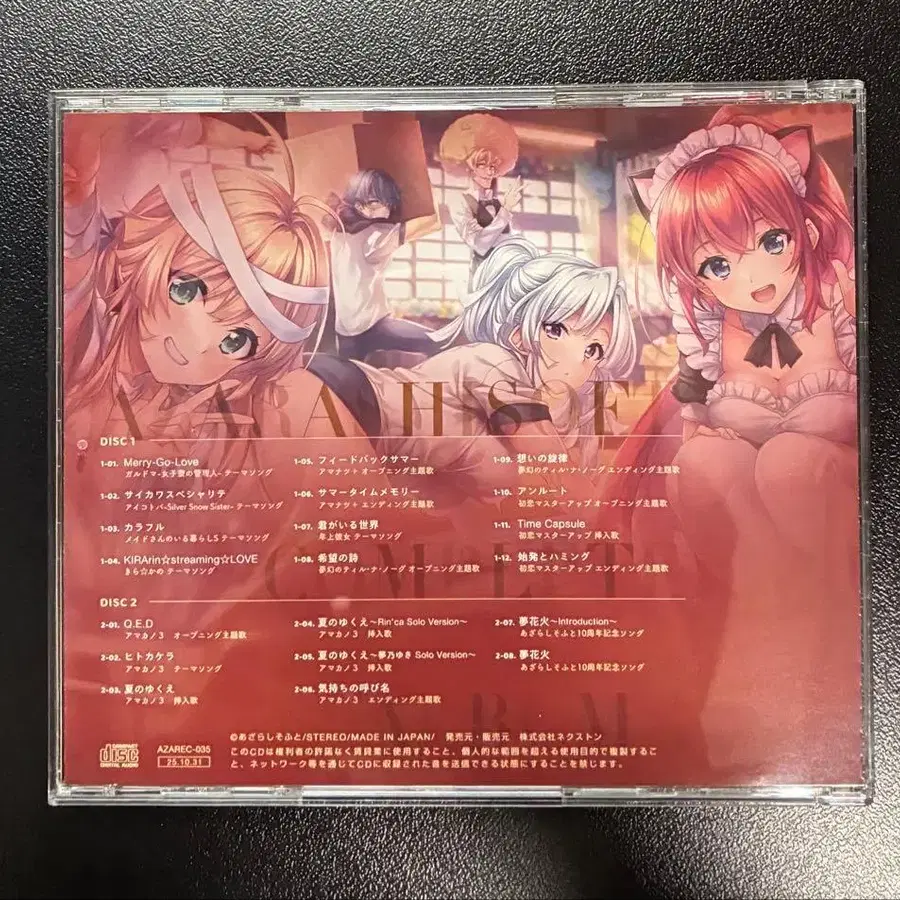 AZARASHISOFT
DISC 1
1-01. Merry-Go-Love
ガルドマ-女子寮の管理人- テーマソング
1-02. サイカワスペシャリテ
アイコトバ-Silver Snow Sister- テーマソング
1-03. カラフル
メイドさんのいる暮らしS テーマソング
1-04. KIRArin☆streaming☆LOVE
きら☆かの テーマソング
1-05. フィードバックサマー
アマナツ+ オープニング主題歌
1-06. サマータイムメモリー
アマナツ+ エンディング主題歌
1-07. 君がいる世界
年上彼女 テーマソング
1-08. 希望の詩
夢幻のティル・ナ・ノーグ オープニング主題歌
1-09. 想いの旋律
夢幻のティル・ナ・ノーグ エンディング主題歌
1-10. アンルート
初恋マスターアップ オープニング主題歌
1-11. Time Capsule
初恋マスターアップ 挿入歌
1-12. 始発とハミング
初恋マスターアップ エンディング主題歌
DISC 2
2-01. Q.E.D
アマカノ3 オープニング主題歌
2-02. ヒトカケラ
アマカノ3 テーマソング
2-03. 夏のゆくえ
アマカノ3 挿入歌
2-04. 夏のゆくえ～Rin'ca Solo Version～
アマカノ3 挿入歌
2-05. 夏のゆくえ～夢乃ゆき Solo Version～
アマカノ3 挿入歌
2-06. 気持ちの呼び名
アマカノ3 エンディング主題歌
2-07. 夢花火～Introduction～
あざらしそふと10周年記念ソング
2-08. 夢花火
あざらしそふと10周年記念ソング
COMPACT
disc
DIGITAL AUDIO
AZAREC-035
25.10.31
©あざらしそふと/STEREO/MADE IN JAPAN/ 発売元・販売元 株式会社ネクストン
このCDは権利者の許諾なく賃貸業に使用すること、個人的な範囲を超える使用目的で複製するこ
と、ネットワーク等を通じてCDに収録された音を送信できる状態にすることを禁じます。